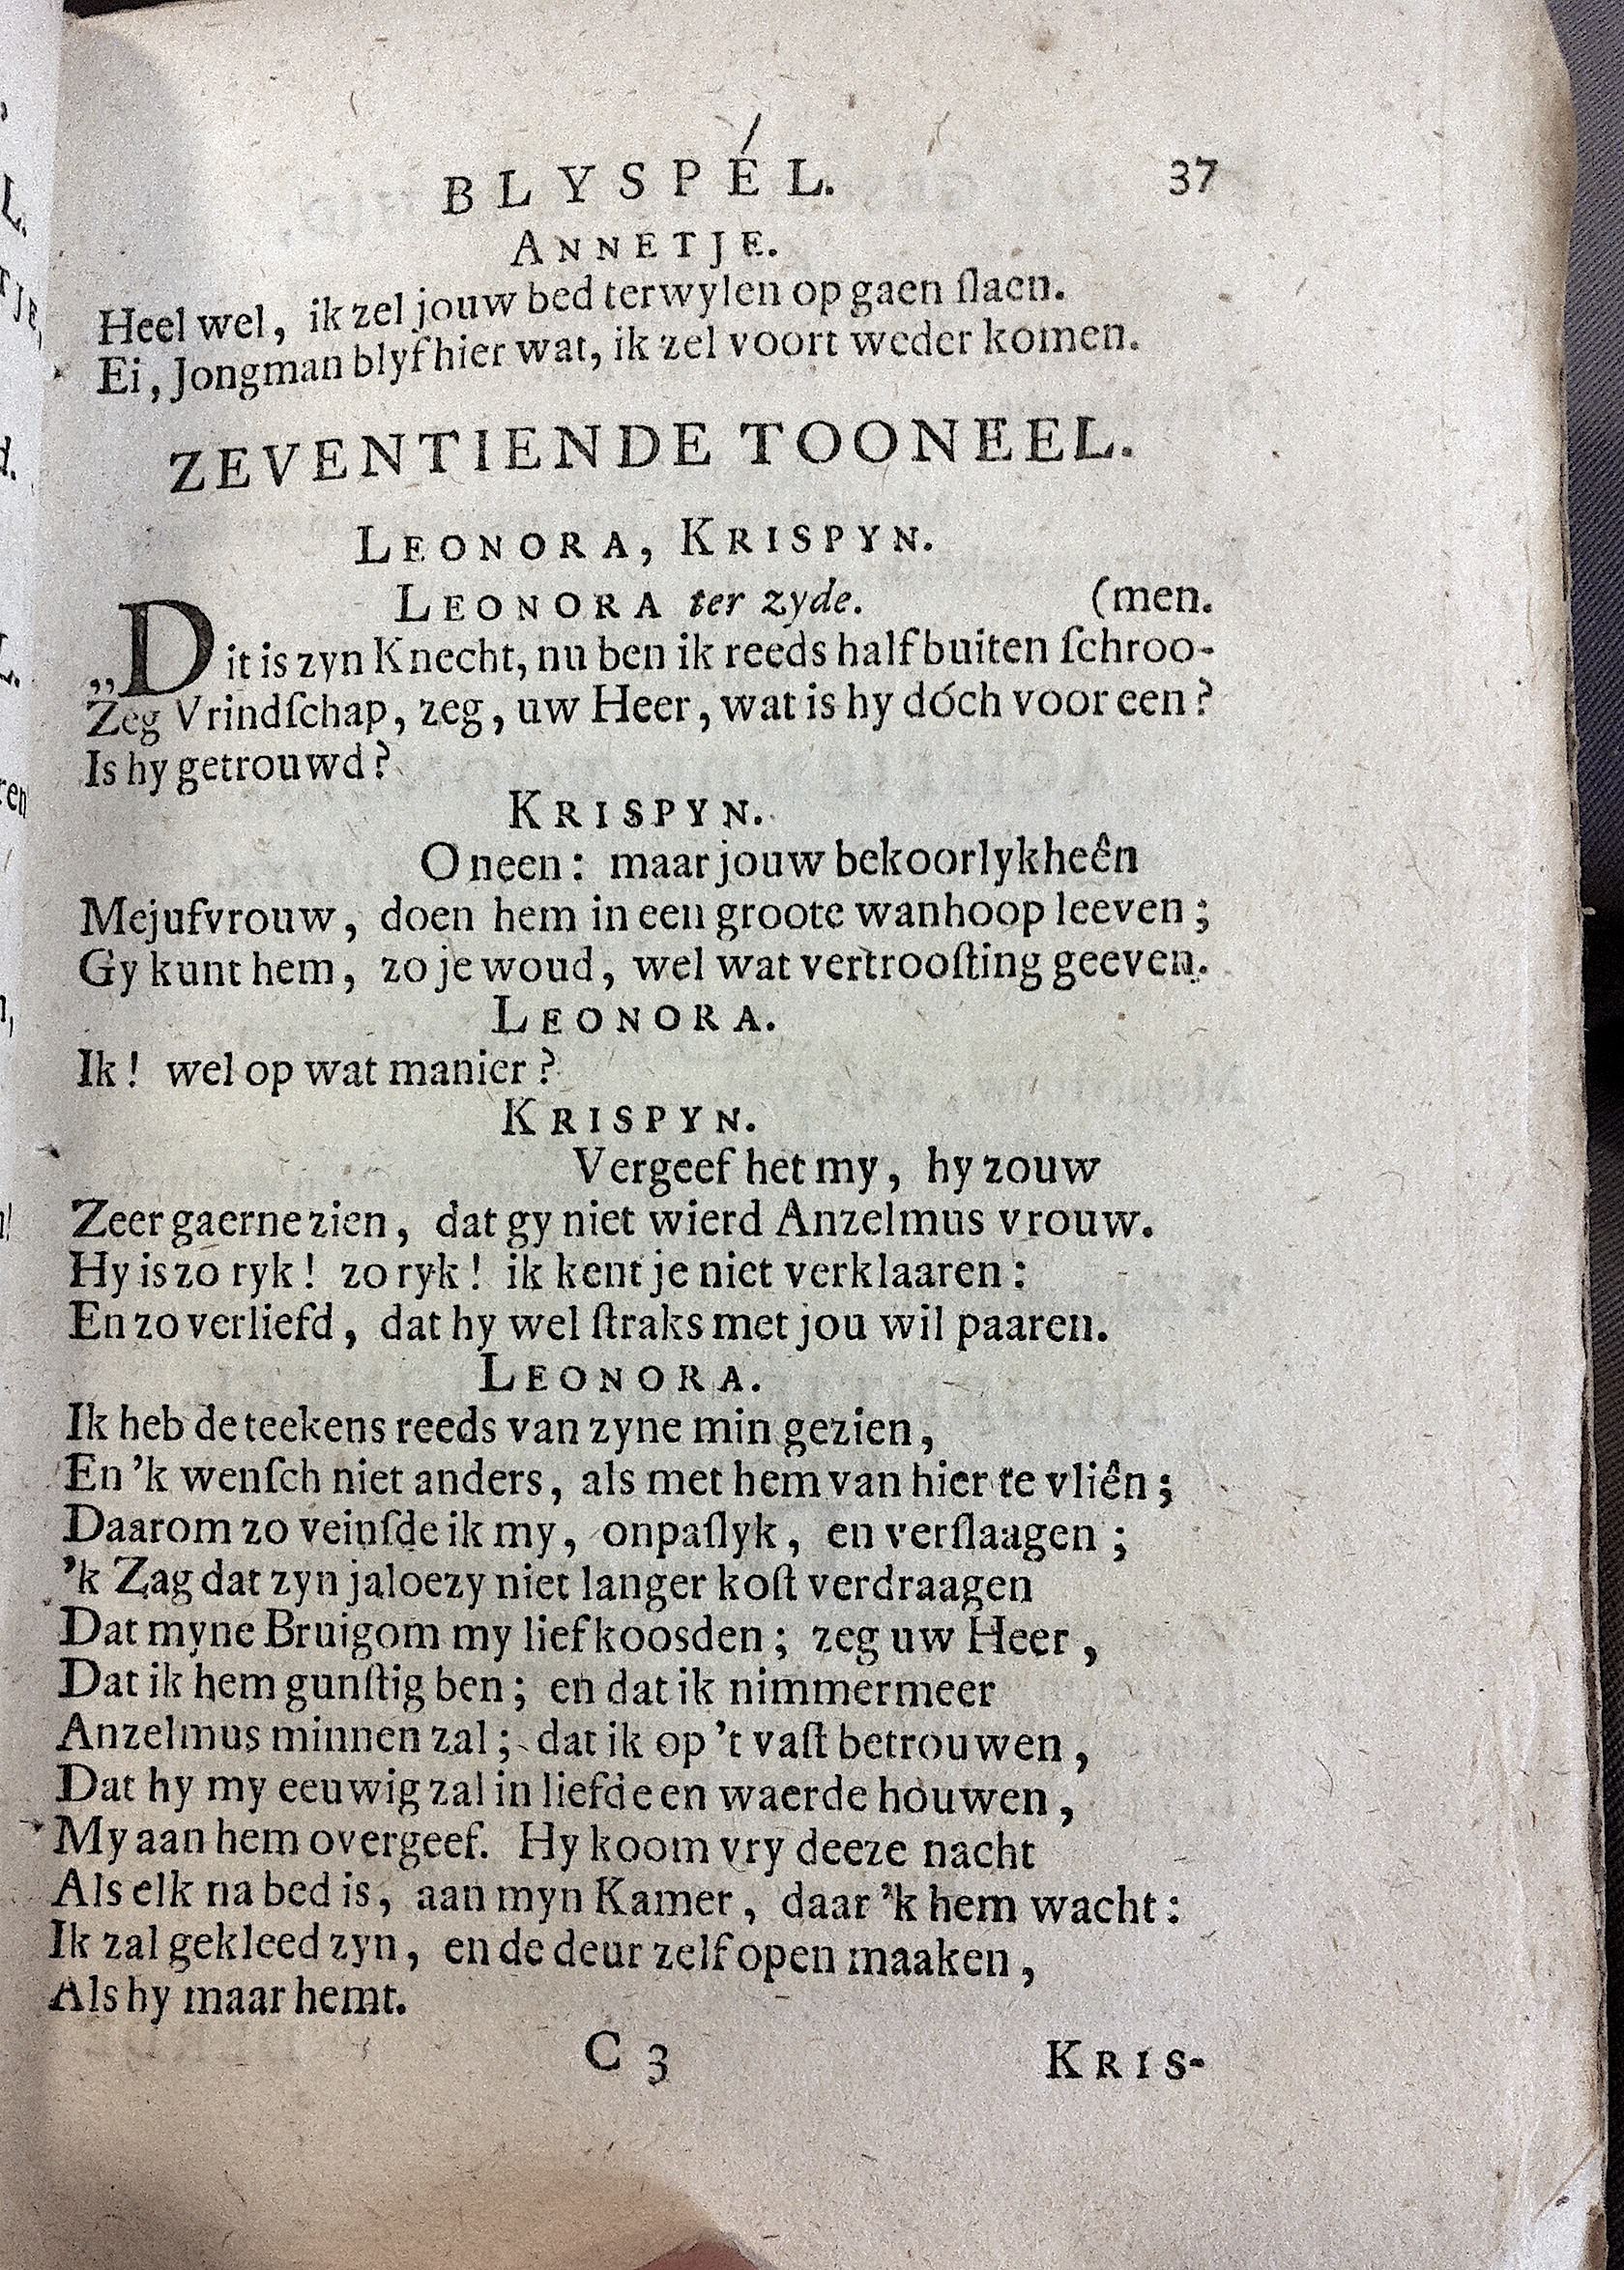 BLYSPÉL. 37
ANNETJE.
Heel wel, ik zel jouw bed terwylen op gaen ſlaen.
Ei, Jongman blyf hier wat, ik zel voort weder komen.
ZEVENTIENDE TOONEEL.
LEONORA, KRISPYN.
LEONORA ter zyde. (men.
„Dit is zyn Knecht, nu ben ik reeds half buiten ſchroo-
Zeg Vrindſchap, zeg, uw Heer, wat is hy dóch voor een?
Is hy getrouwd?
KRISPYN.
O neen: maar jouw bekoorlykheên
Mejufvrouw, doen hem in een groote wanhoop leeven;
Gy kunt hem, zo je woud, wel wat vertrooſting geeven.
LEONORA.
Ik! wel op wat manier?
KRISPYN.
Vergeef het my, hy zouw
Zeer gaerne zien, dat gy niet wierd Anzelmus vrouw.
Hy is zo ryk! zo ryk! ik kent je niet verklaaren:
En zo verliefd, dat hy wel ſtraks met jou wil paaren.
LEONORA.
Ik heb de teekens reeds van zyne min gezien,
En 'k wenſch niet anders, als met hem van hier te vliên;
Daarom zo veinſde ik my, onpaſlyk, en verſlaagen;
'k Zag dat zyn jaloezy niet langer koſt verdraagen
Dat myne Bruigom my liefkoosden; zeg uw Heer,
Dat ik hem gunſtig ben; en dat ik nimmermeer
Anzelmus minnen zal; dat ik op 't vaſt betrouwen,
Dat hy my eeuwig zal in liefde en waerde houwen,
My aan hem overgeef. Hy koom vry deeze nacht
Als elk na bed is, aan myn Kamer, daar 'k hem wacht:
Ik zal gekleed zyn, en de deur zelf open maaken,
Als hy maar hemt.
C 3 KRIS-